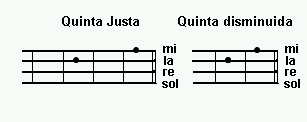 Quinta Justa
mi
la
re
sol
Quinta disminuida
mi
la
re
sol